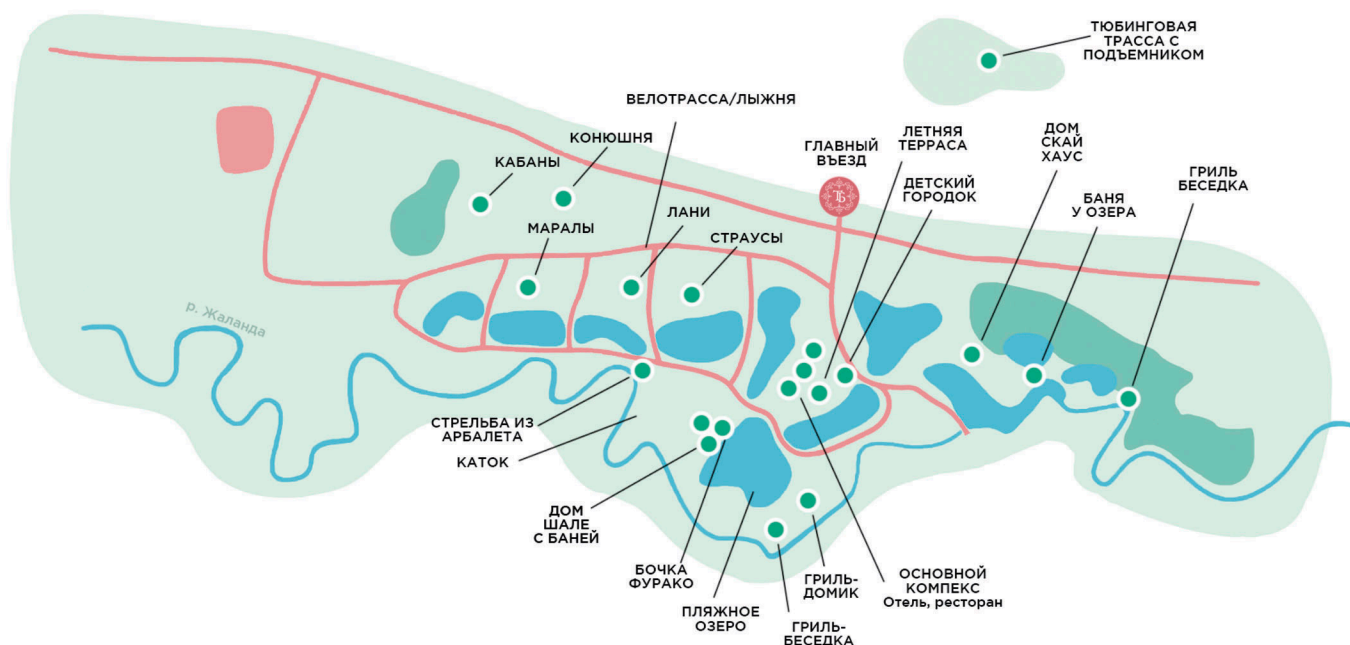 ТЮБИНГОВАЯ
ТРАССА С
ПОДЪЕМНИКОМ
ВЕЛОТРАССА/ЛЫЖНЯ
КОНЮШНЯ
КАБАНЫ
МАРАЛЫ
ЛАНИ
СТРАУСЫ
ГЛАВНЫЙ
ВЪЕЗД
ТБ
ЛЕТНЯЯ
ТЕРРАСА
ДЕТСКИЙ
ГОРОДОК
ДОМ
СКАЙ
ХАУС
БАНЯ
У ОЗЕРА
ГРИЛЬ
БЕСЕДКА
р. Жаланда
СТРЕЛЬБА ИЗ
АРБАЛЕТА
КАТОК
ДОМ
ШАЛЕ
С БАНЕЙ
БОЧКА
ФУРАКО
ПЛЯЖНОЕ
ОЗЕРО
ГРИЛЬ-
ДОМИК
ГРИЛЬ-
БЕСЕДКА
ОСНОВНОЙ
КОМПЕКС
Отель, ресторан